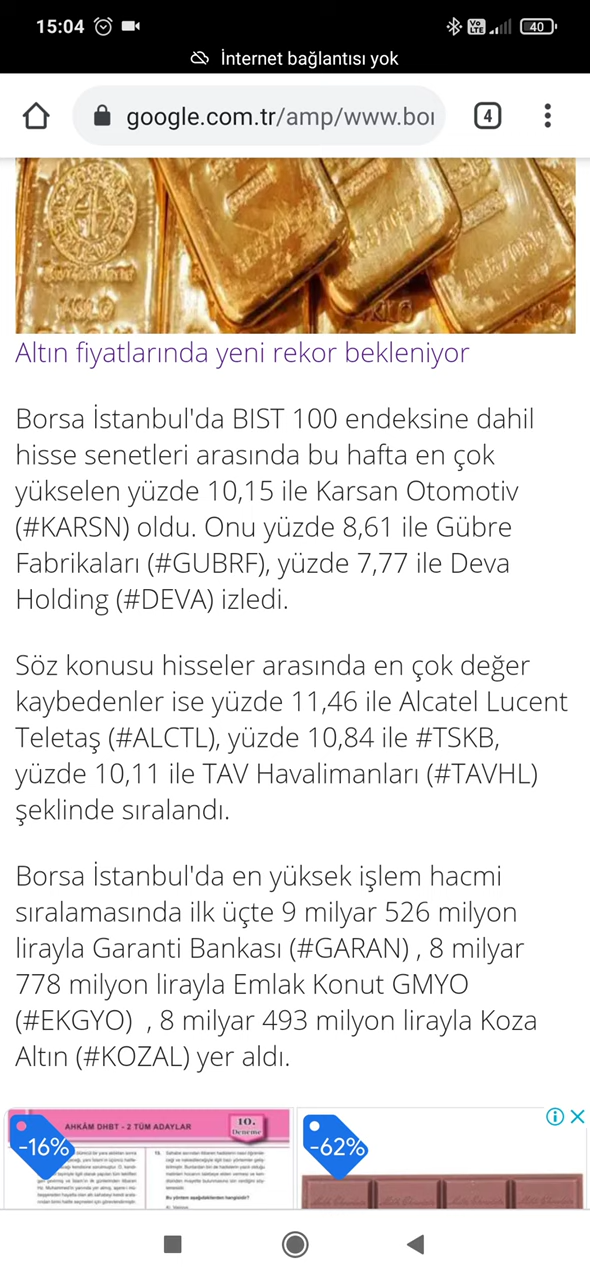 15:04
Vo LTE
40
İnternet bağlantısı yok
google.com.tr/amp/www.bor
4
KILO
KILO
Altın fiyatlarında yeni rekor bekleniyor
Borsa İstanbul'da BIST 100 endeksine dahil
hisse senetleri arasında bu hafta en çok
yükselen yüzde 10,15 ile Karsan Otomotiv
(#KARSN) oldu. Onu yüzde 8,61 ile Gübre
Fabrikaları (#GUBRF), yüzde 7,77 ile Deva
Holding (#DEVA) izledi.
Söz konusu hisseler arasında en çok değer
kaybedenler ise yüzde 11,46 ile Alcatel Lucent
Teletaş (#ALCTL), yüzde 10,84 ile #TSKB,
yüzde 10,11 ile TAV Havalimanları (#TAVHL)
şeklinde sıralandı.
Borsa İstanbul'da en yüksek işlem hacmi
sıralamasında ilk üçte 9 milyar 526 milyon
lirayla Garanti Bankası (#GARAN) , 8 milyar
778 milyon lirayla Emlak Konut GMYO
(#EKGYO)  , 8 milyar 493 milyon lirayla Koza
Altın (#KOZAL) yer aldı.
AHKÂM DHBT - 2 TÜM ADAYLAR
10.
Deneme
-16%
-62%